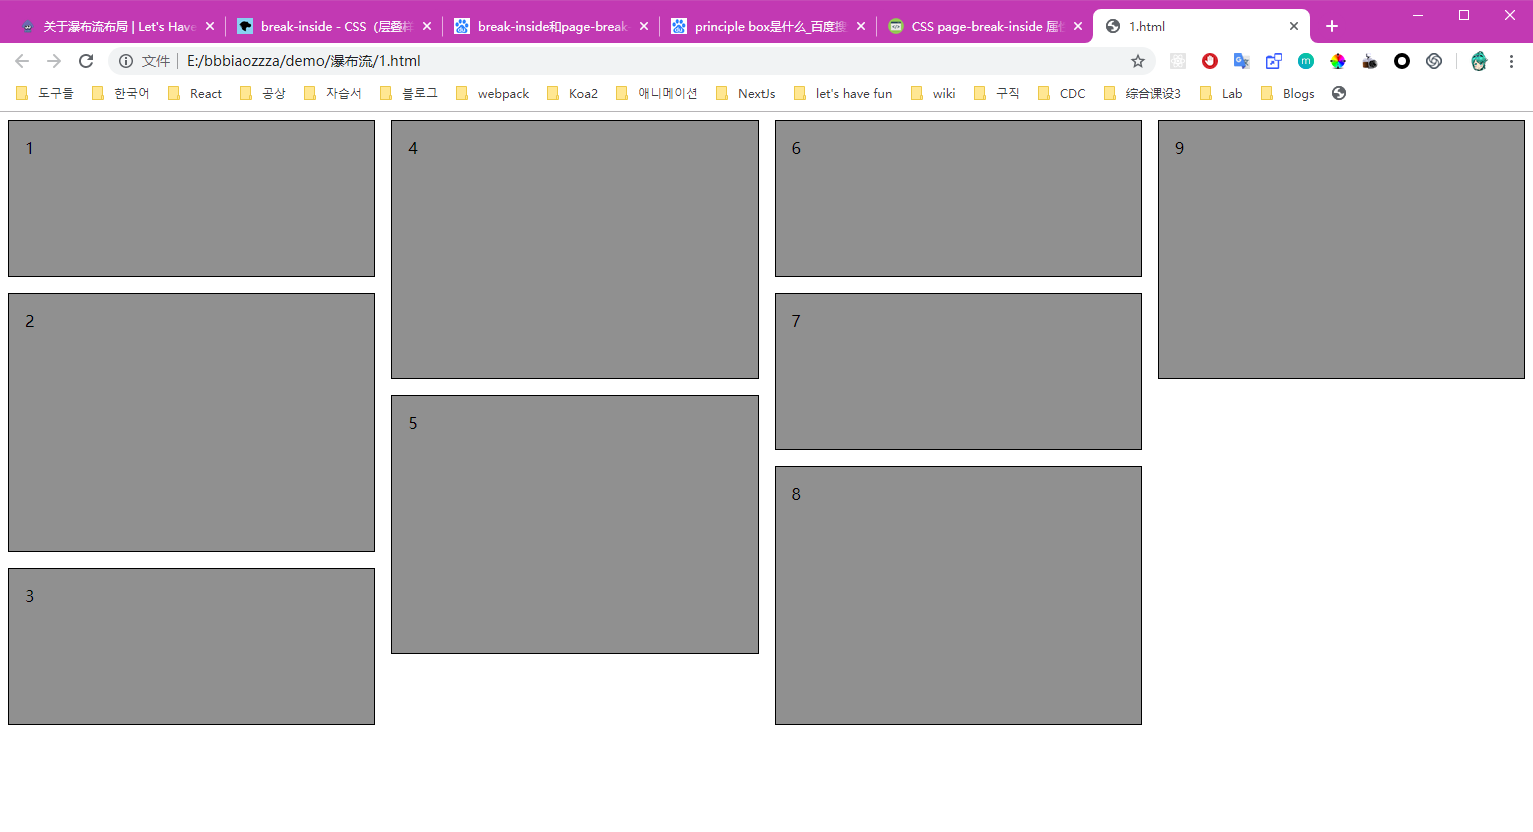 关于瀑布流布局 | Let's Have
break-inside - CSS（层叠样
break-inside和page-break
principle box是什么_百度搜
CSS page-break-inside 属性
1.html
文件 E:/bbbiaozzza/demo/瀑布流/1.html
도구들 한국어 React 공상 자습서 블로그 webpack Koa2 애니메이션 NextJs let's have fun wiki 구직 CDC 综合课设3 Lab Blogs
1
2
3
4
5
6
7
8
9